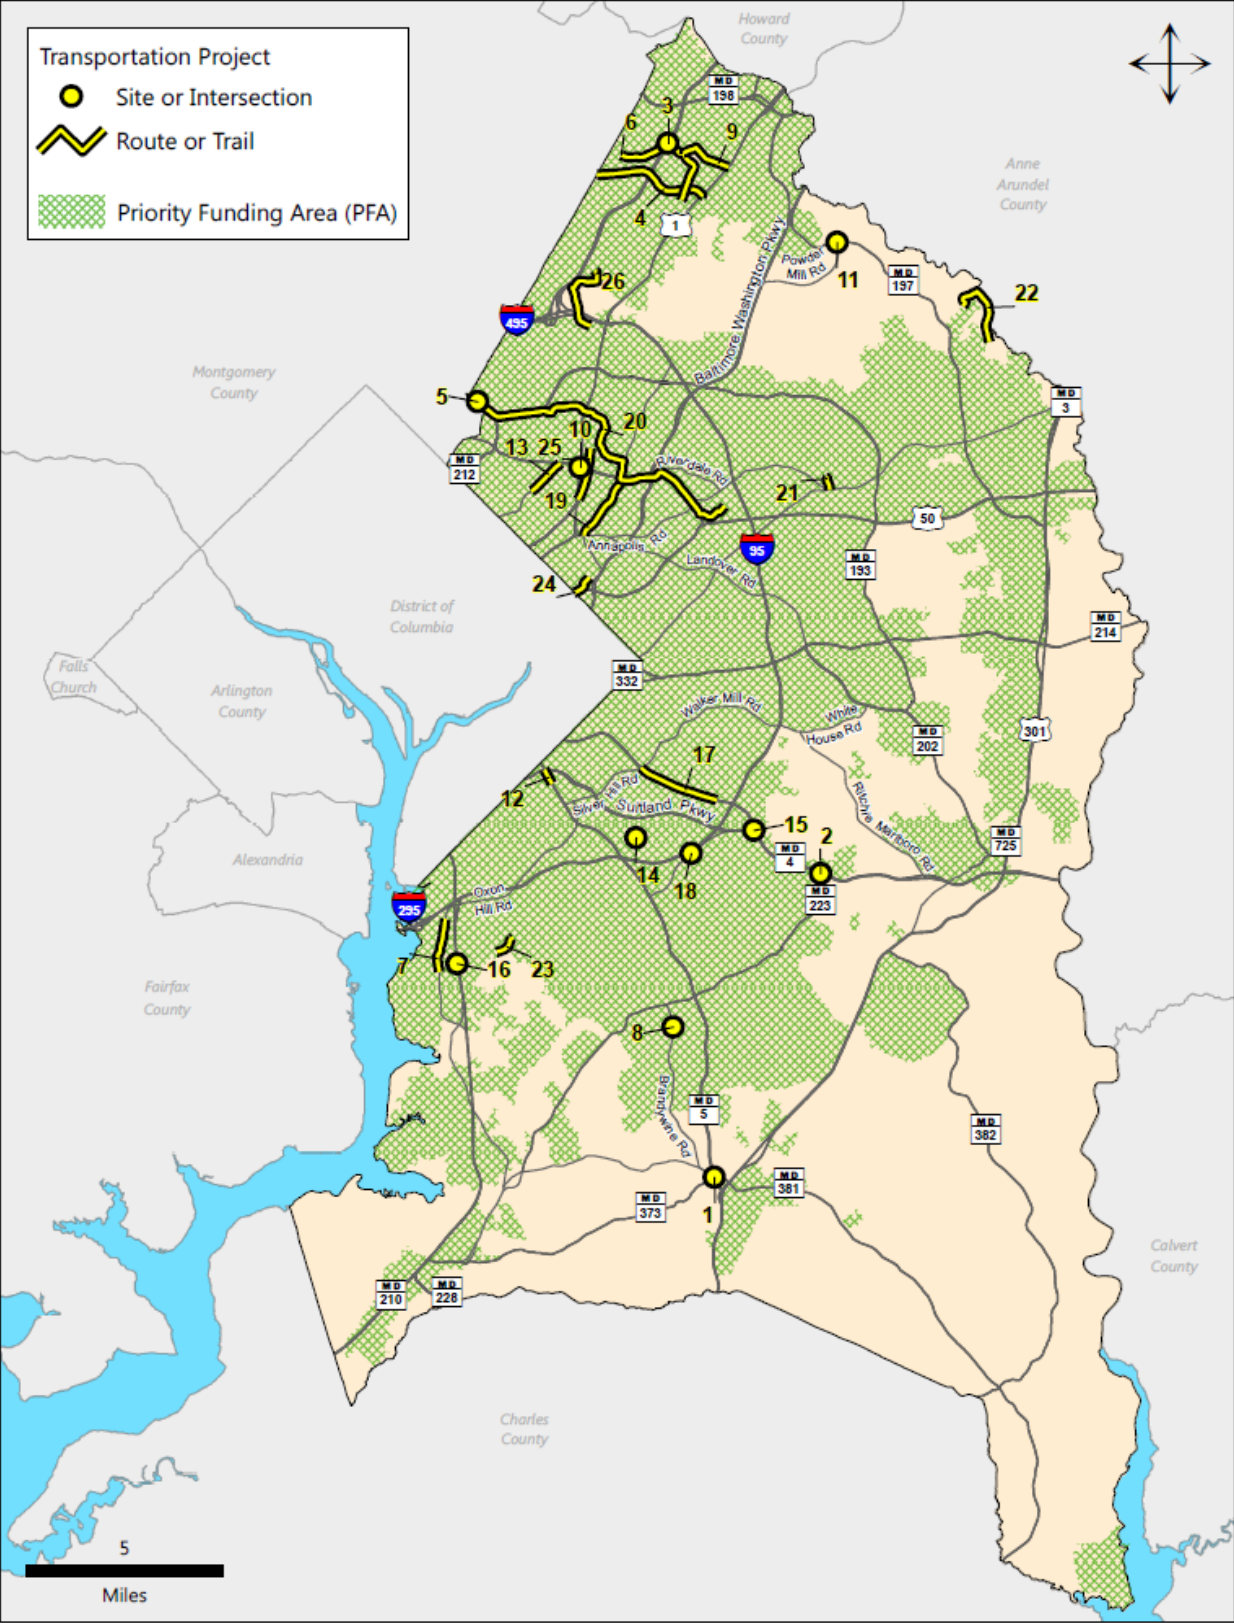 Howard
County
Transportation Project
Site or Intersection
Route or Trail
Priority Funding Area (PFA)
MD
198
3
6
9
4
1
Anne
Arundel
County
Baltimore Washington Pkwy
Powder
Mill Rd
11
MD
197
22
26
495
Montgomery
County
5
MD
3
20
10
13
25
MD
212
Riverdale Rd
21
19
50
Annapolis Rd
95
Landover Rd
MD
193
24
District of
Columbia
MD
214
Falls
Church
Arlington
County
MD
332
Walker Mill Rd
White
House Rd
301
MD
202
17
12
Silver Hill Rd
Suitland Pkwy
Ritchie Marlboro Rd
15
2
MD
725
Alexandria
14
MD
4
18
MD
223
Oxon
Hill Rd
295
7
16
23
Fairfax
County
8
Brandywine Rd
MD
5
MD
382
MD
381
MD
373
1
Calvert
County
MD
210
MD
228
Charles
County
5
Miles